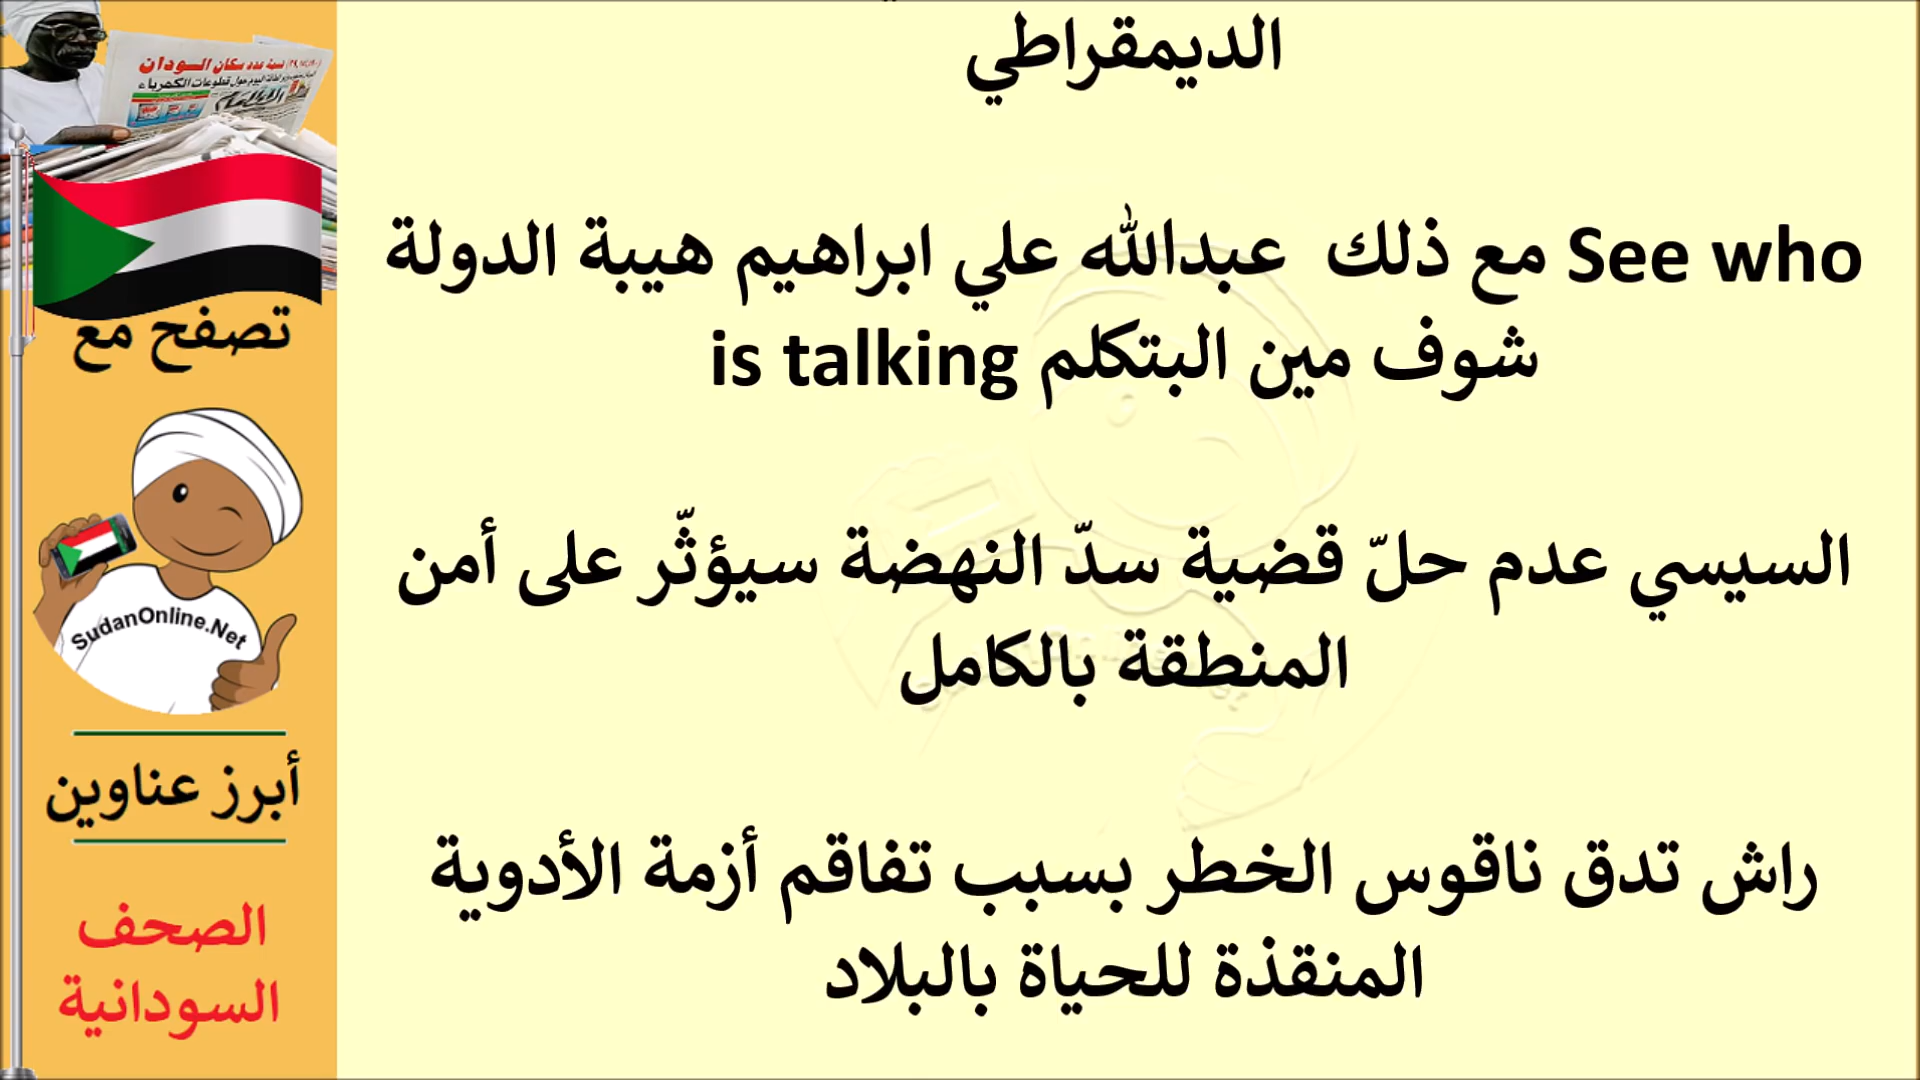 الديمقراطي
See who مع ذلك عبدالله علي ابراهيم هيبة الدولة
شوف مين البتكلم is talking
السيسي عدم حلّ قضية سدّ النهضة سيؤثّر على أمن
المنطقة بالكامل
راش تدق ناقوس الخطر بسبب تفاقم أزمة الأدوية
المنقذة للحياة بالبلاد
تصفح مع
SudanOnline.Net
أبرز عناوين
الصحف
السودانية